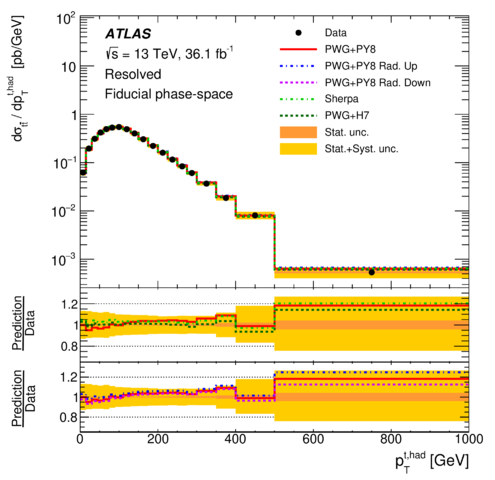 10²
10
1
10⁻¹
10⁻²
10⁻³
dσ_{tt̄} / dp_T^{t,had} [pb/GeV]
ATLAS
√s = 13 TeV, 36.1 fb⁻¹
Resolved
Fiducial phase-space
Data
PWG+PY8
PWG+PY8 Rad. Up
PWG+PY8 Rad. Down
Sherpa
PWG+H7
Stat. unc.
Stat.+Syst. unc.
Prediction
Data
1.2
1
0.8
Prediction
Data
1.2
1
0.8
0 200 400 600 800 1000
p_T^{t,had} [GeV]